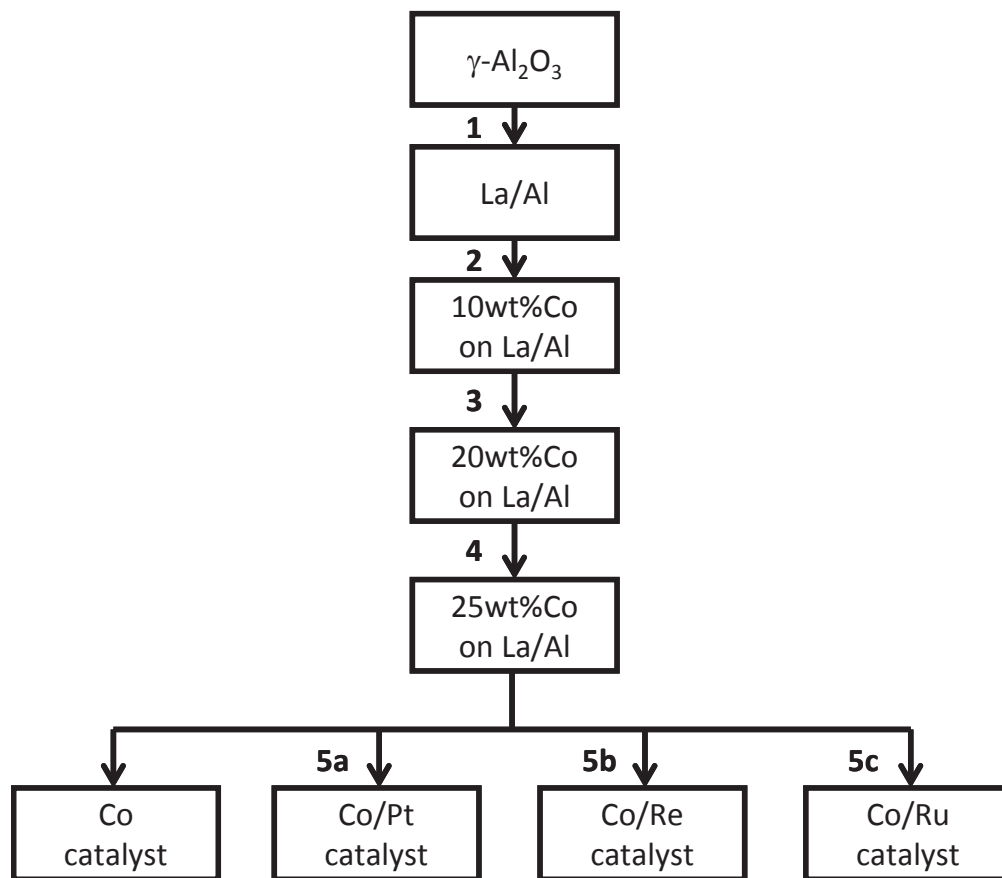 γ-Al₂O₃
1
La/Al
2
10wt%Co
on La/Al
3
20wt%Co
on La/Al
4
25wt%Co
on La/Al
5a
5b
5c
Co
catalyst
Co/Pt
catalyst
Co/Re
catalyst
Co/Ru
catalyst